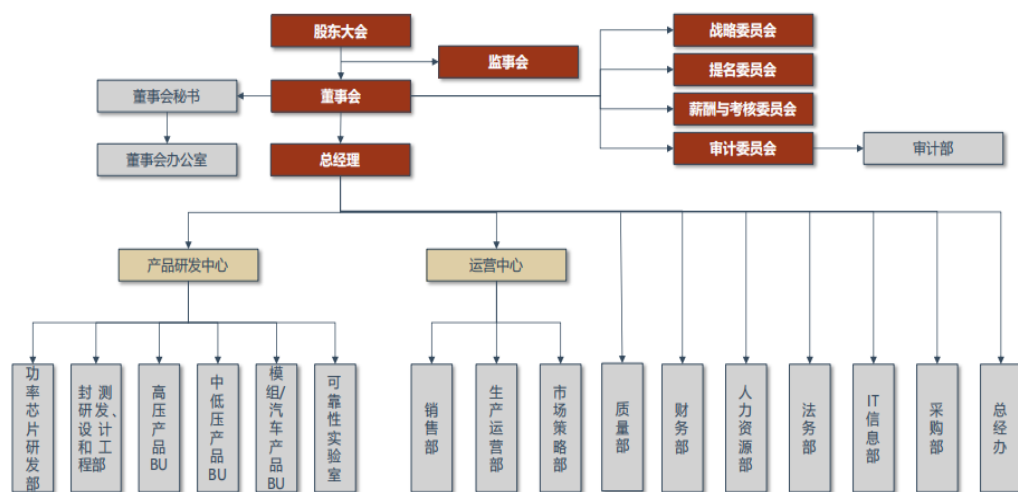 股东大会
监事会
董事会
董事会秘书
董事会办公室
总经理
战略委员会
提名委员会
薪酬与考核委员会
审计委员会
审计部
产品研发中心
运营中心
功率芯片研发部
封测研发、设计和工程部
高压产品BU
中低压产品BU
模组/汽车产品BU
可靠性实验室
销售部
生产运营部
市场策略部
质量部
财务部
人力资源部
法务部
IT信息部
采购部
总经办